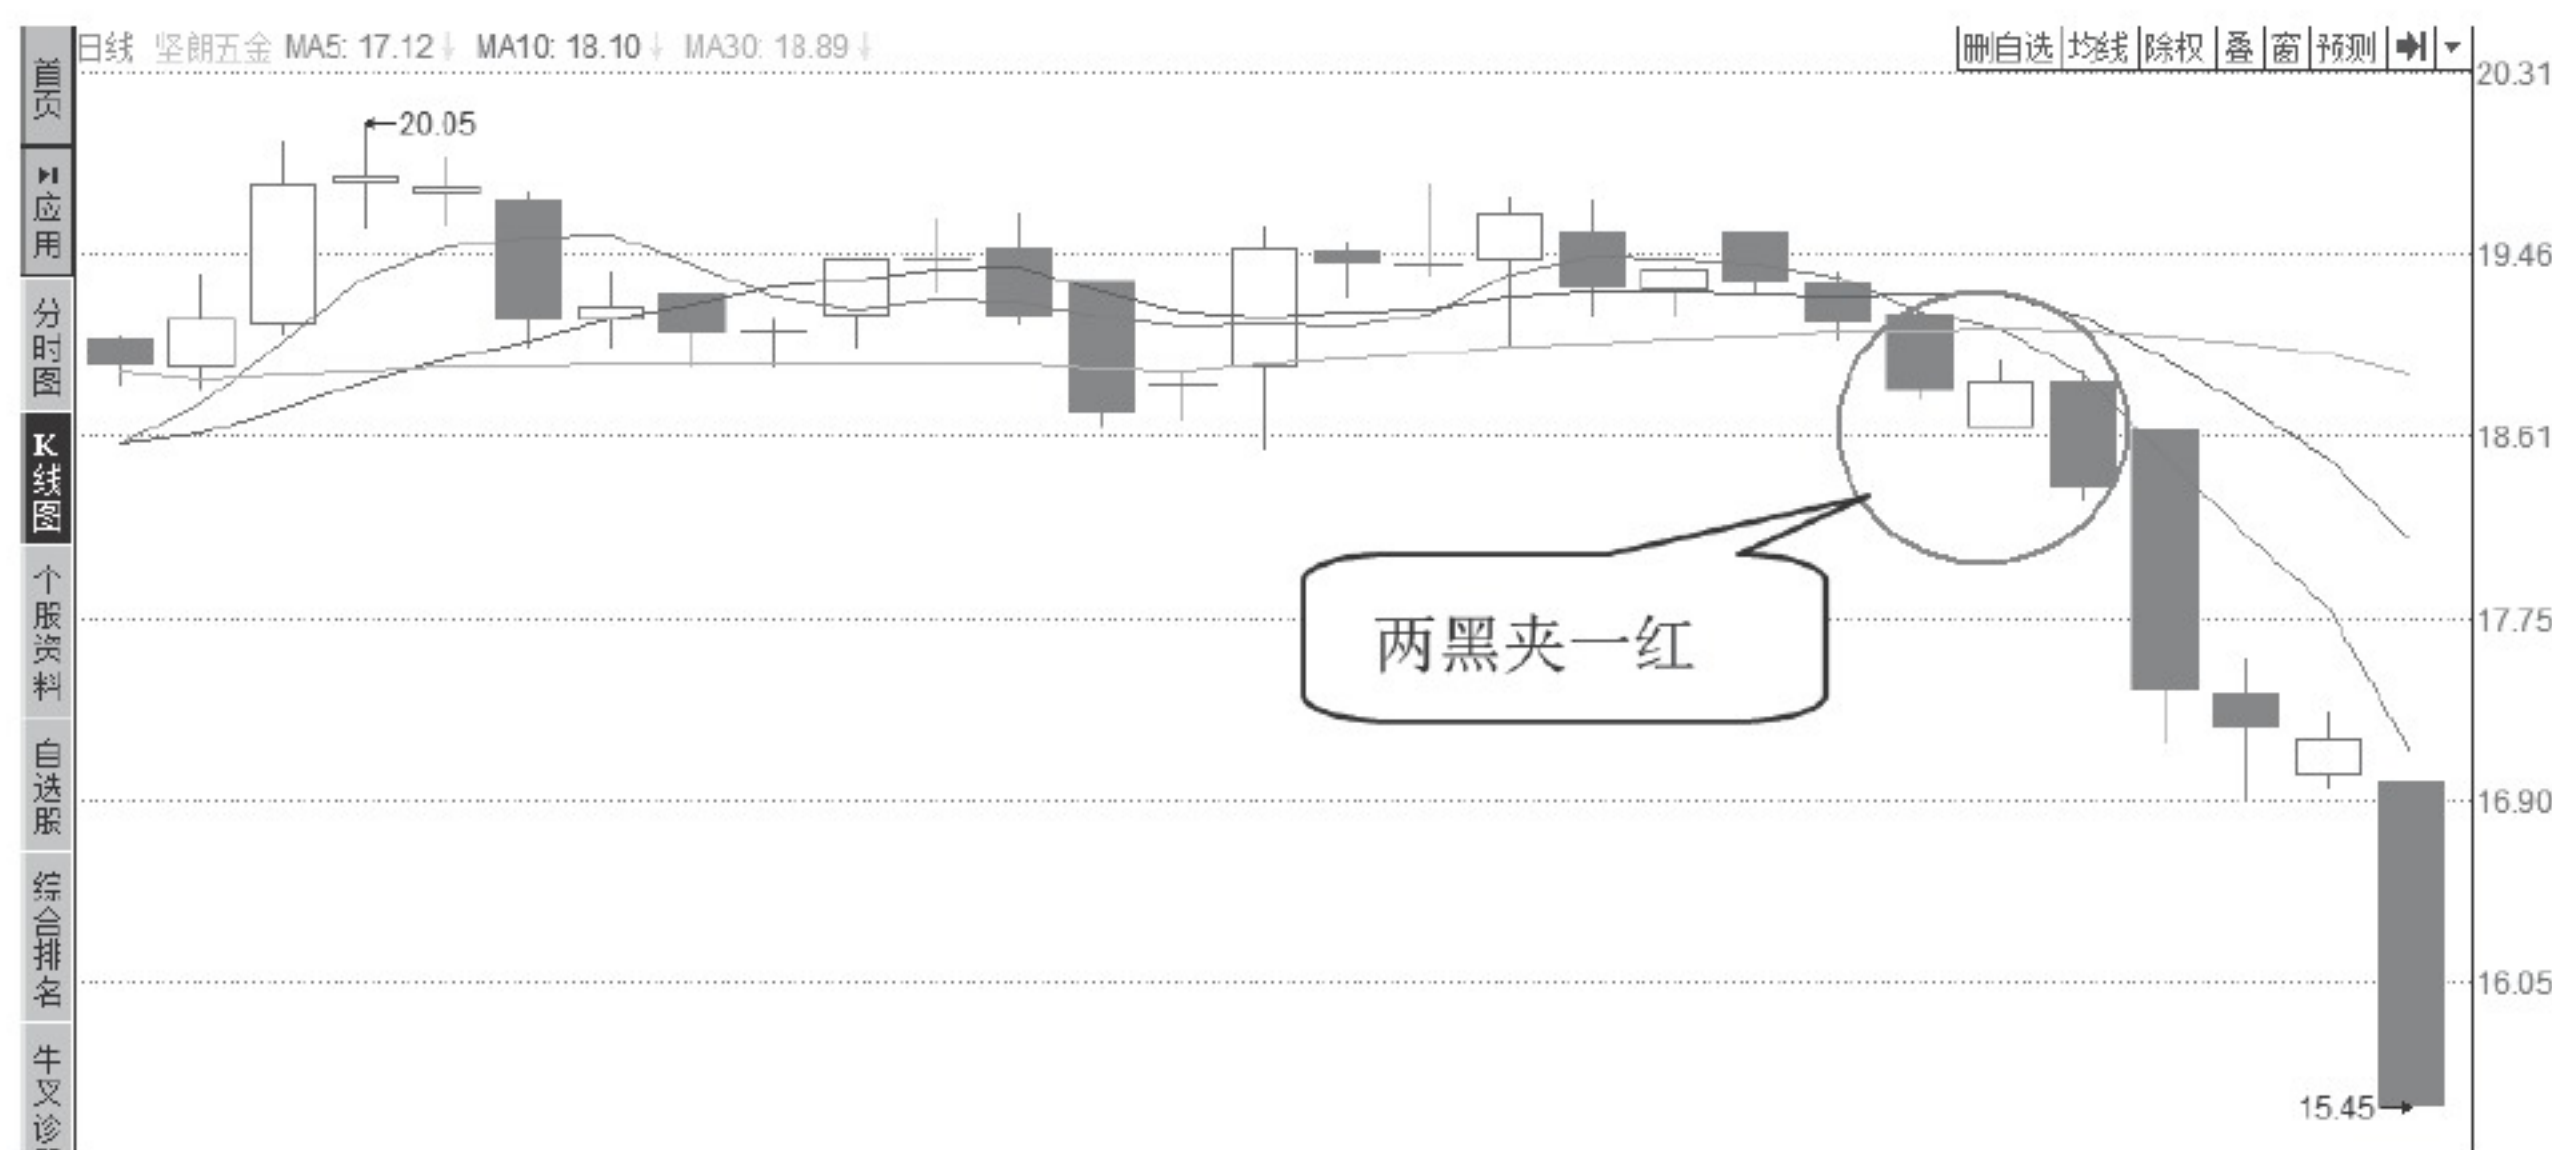 日线 坚朗五金 MA5: 17.12↓ MA10: 18.10↓ MA30: 18.89↓
删自选 均线 除权 叠 窗 预测
首页
应用
分时图
K线图
个股资料
自选股
综合排名
牛叉诊
20.31
19.46
18.61
17.75
16.90
16.05
←20.05
两黑夹一红
15.45→